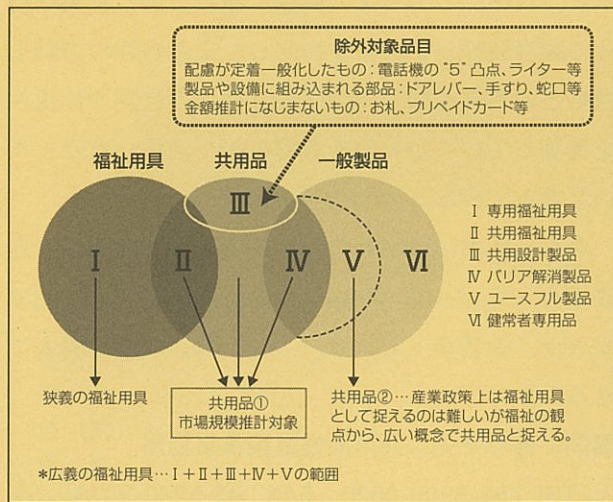 除外対象品目
配慮が定着一般化したもの：電話機の"5"凸点、ライター等
製品や設備に組み込まれる部品：ドアレバー、手すり、蛇口等
金額推計になじまないもの：お札、プリペイドカード等
福祉用具 共用品 一般製品
Ⅰ Ⅱ Ⅲ Ⅳ Ⅴ Ⅵ
Ⅰ 専用福祉用具
Ⅱ 共用福祉用具
Ⅲ 共用設計製品
Ⅳ バリア解消製品
Ⅴ ユースフル製品
Ⅵ 健常者専用品
狭義の福祉用具
共用品①
市場規模推計対象
共用品②…産業政策上は福祉用具
として捉えるのは難しいが福祉の観
点から、広い概念で共用品と捉える。
*広義の福祉用具…Ⅰ＋Ⅱ＋Ⅲ＋Ⅳ＋Ⅴの範囲